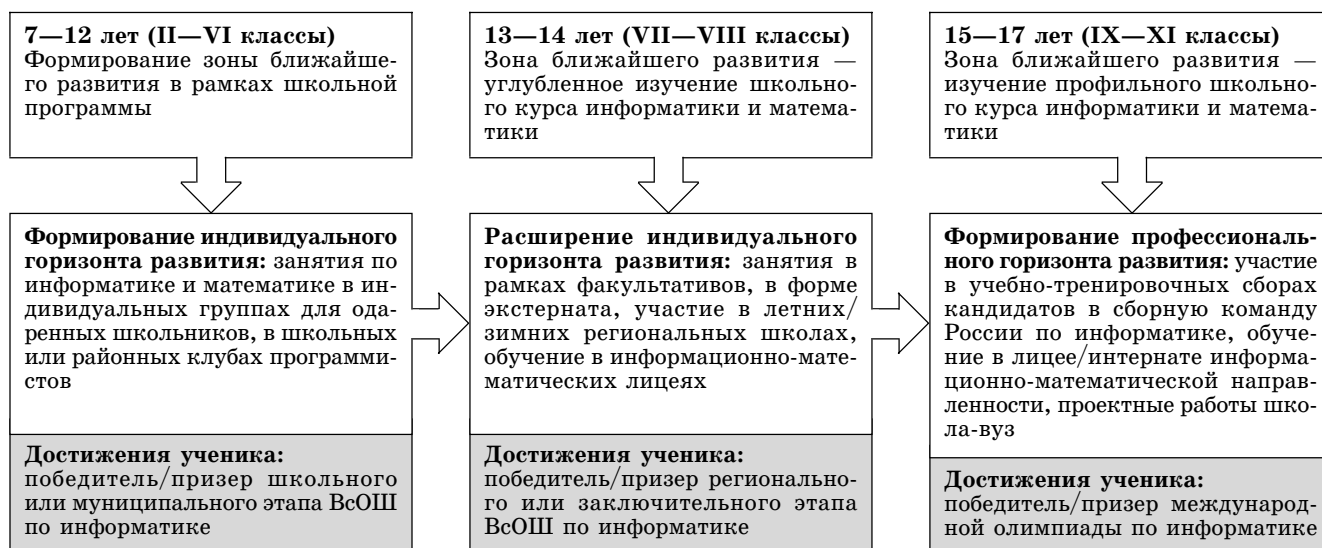 7—12 лет (II—VI классы)
Формирование зоны ближайше-
го развития в рамках школьной
программы
13—14 лет (VII—VIII классы)
Зона ближайшего развития —
углубленное изучение школьно-
го курса информатики и матема-
тики
15—17 лет (IX—XI классы)
Зона ближайшего развития —
изучение профильного школьно-
го курса информатики и матема-
тики
Формирование индивидуального
горизонта развития: занятия по
информатике и математике в ин-
дивидуальных группах для ода-
ренных школьников, в школьных
или районных клубах программи-
стов
Расширение индивидуального
горизонта развития: занятия в
рамках факультативов, в форме
экстерната, участие в летних/
зимних региональных школах,
обучение в информационно-мате-
матических лицеях
Формирование профессиональ-
ного горизонта развития: участие
в учебно-тренировочных сборах
кандидатов в сборную команду
России по информатике, обуче-
ние в лицее/интернате информа-
ционно-математической направ-
ленности, проектные работы шко-
ла-вуз
Достижения ученика:
победитель/призер школьного
или муниципального этапа ВсОШ
по информатике
Достижения ученика:
победитель/призер регионально-
го или заключительного этапа
ВсОШ по информатике
Достижения ученика:
победитель/призер международ-
ной олимпиады по информатике